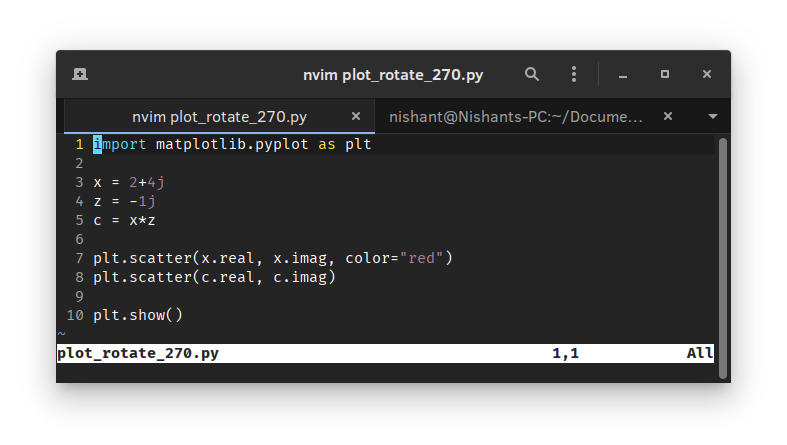 nvim plot_rotate_270.py
nvim plot_rotate_270.py × nishant@Nishants-PC:~/Docume... ×
1 import matplotlib.pyplot as plt
2
3 x = 2+4j
4 z = -1j
5 c = x*z
6
7 plt.scatter(x.real, x.imag, color="red")
8 plt.scatter(c.real, c.imag)
9
10 plt.show()
~
plot_rotate_270.py 1,1 All